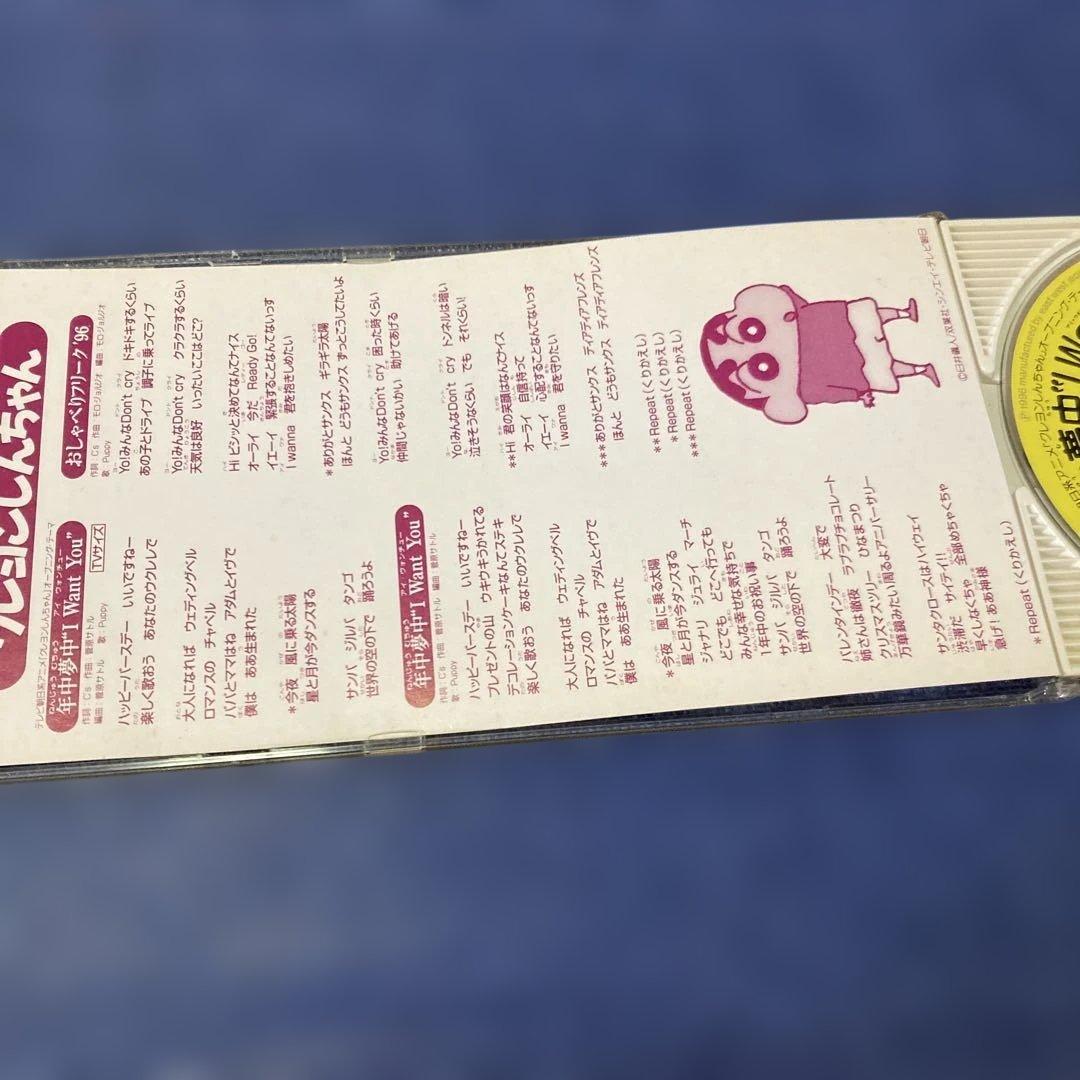 クレヨンしんちゃん
テレビ朝日系アニメ「クレヨンしんちゃん」オープニング・テーマ
年中夢中"I Want You"
TVサイズ
作詞：C's 作曲：菅原サトル
編曲：菅原サトル 歌：Puppy
ハッピーバースデー いいですねー
楽しく歌おう あなたのウクレレで
大人になれば ウェディングベル
ロマンスの チャペル
パパとママはね アダムとイヴで
僕は ああ生まれた
*今夜 風に乗る太陽
星と月が今ダンスする
サンバ ジルバ タンゴ
世界の空の下で 踊ろうよ
年中夢中"I Want You"
作詞：C's 作曲：菅原サトル 編曲：菅原サトル
歌：Puppy
ハッピーバースデー いいですねー
プレゼントの山 ウキウキうかれてる
デコレーションケーキなんてステキ
楽しく歌おう あなたのウクレレで
大人になれば ウェディングベル
ロマンスの チャペル
パパとママはね アダムとイヴで
僕は ああ生まれた
*今夜 風に乗る太陽
星と月が今ダンスする
ジャナリ ジュライ マーチ
どこでも どこへ行っても
みんな幸せな気持ちで
1年中のお祝い事
サンバ ジルバ タンゴ
世界の空の下で 踊ろうよ
バレンタインデー 大変で
姉さんは徹夜 ラブラブチョコレート
クリスマスツリー ひなまつり
万華鏡みたい 周るよアニバーサリー
サンタクロースはハイウェイ
渋滞だ サタデイ!!
早くしなくちゃ 全部めちゃくちゃ
急げ！ああ神様
*Repeat（くりかえし）
おしゃべリアリーク'96
作詞：C's 作曲：ピロジョルジオ 編曲：ピロジョルジオ
歌：Puppy
Yo!みんなDon't cry ドキドキするくらい
あの子とドライブ 調子に乗ってライブ
Yo!みんなDon't cry クラクラするくらい
天気は良好 いったいここはどこ？
Hi ビシッと決めてなんてナイス
オーライ 今だ Ready Go!
イエーイ 緊張することなんてないっす
I wanna 君を抱きしめたい
*ありがとサンクス ギラギラ太陽
ほんと どうもサンクス ずっとこうしてたいよ
Yo!みんなDon't cry 困った時くらい
仲間じゃないかい 助けてあげる
Yo!みんなDon't cry トンネルは暗い
泣きそうなくらい でも それくらい!
**Hi 君の笑顔はなんてナイス
オーライ 自信持って
イエーイ 心配することなんてないっす
I wanna 君を守りたい
***ありがとサンクス ディアディアフレンズ
ほんと どうもサンクス ディアディアフレンズ
**Repeat（くりかえし）
*Repeat（くりかえし）
***Repeat（くりかえし）
©臼井儀人/双葉社・シンエイ・テレビ朝日